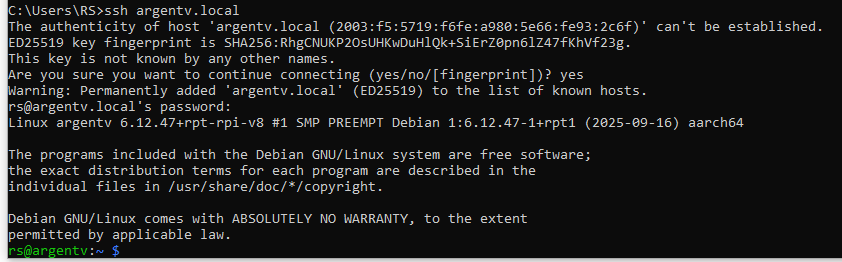 C:\Users\RS>ssh argentv.local
The authenticity of host 'argentv.local (2003:f5:5719:f6fe:a980:5e66:fe93:2c6f)' can't be established.
ED25519 key fingerprint is SHA256:RhgCNUKP2OsUHKwDuHlQk+SiErZ0pn6lZ47fKhVf23g.
This key is not known by any other names.
Are you sure you want to continue connecting (yes/no/[fingerprint])? yes
Warning: Permanently added 'argentv.local' (ED25519) to the list of known hosts.
rs@argentv.local's password:
Linux argentv 6.12.47+rpt-rpi-v8 #1 SMP PREEMPT Debian 1:6.12.47-1+rpt1 (2025-09-16) aarch64
The programs included with the Debian GNU/Linux system are free software;
the exact distribution terms for each program are described in the
individual files in /usr/share/doc/*/copyright.
Debian GNU/Linux comes with ABSOLUTELY NO WARRANTY, to the extent
permitted by applicable law.
rs@argentv:~ $